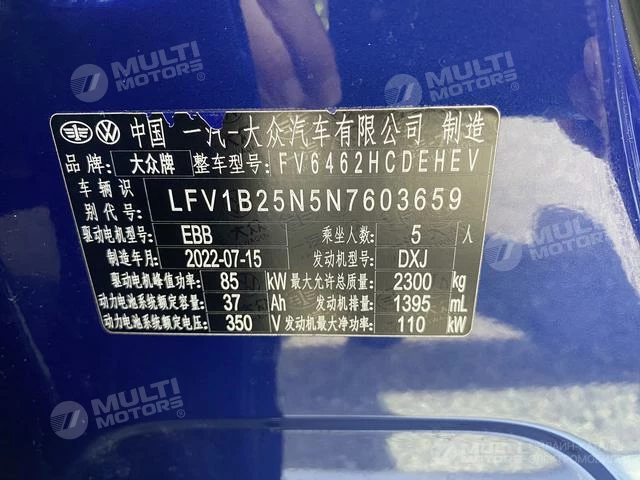 MULTI MOTORS®
MULTI MOTORS®
中国 一汽-大众汽车有限公司 制造
品牌: 大众牌 整车型号: FV6462HCDEHEV
车辆识别代号: LFV1B25N5N7603659
驱动电机型号: EBB 乘坐人数: 5 人
制造年月: 2022-07-15 发动机型号: DXJ
驱动电机峰值功率: 85 kW 最大允许总质量: 2300 kg
动力电池系统额定容量: 37 Ah 发动机排量: 1395 mL
动力电池系统额定电压: 350 V 发动机最大净功率: 110 kW
MULTI MOTORS®
MULTI MOTORS®